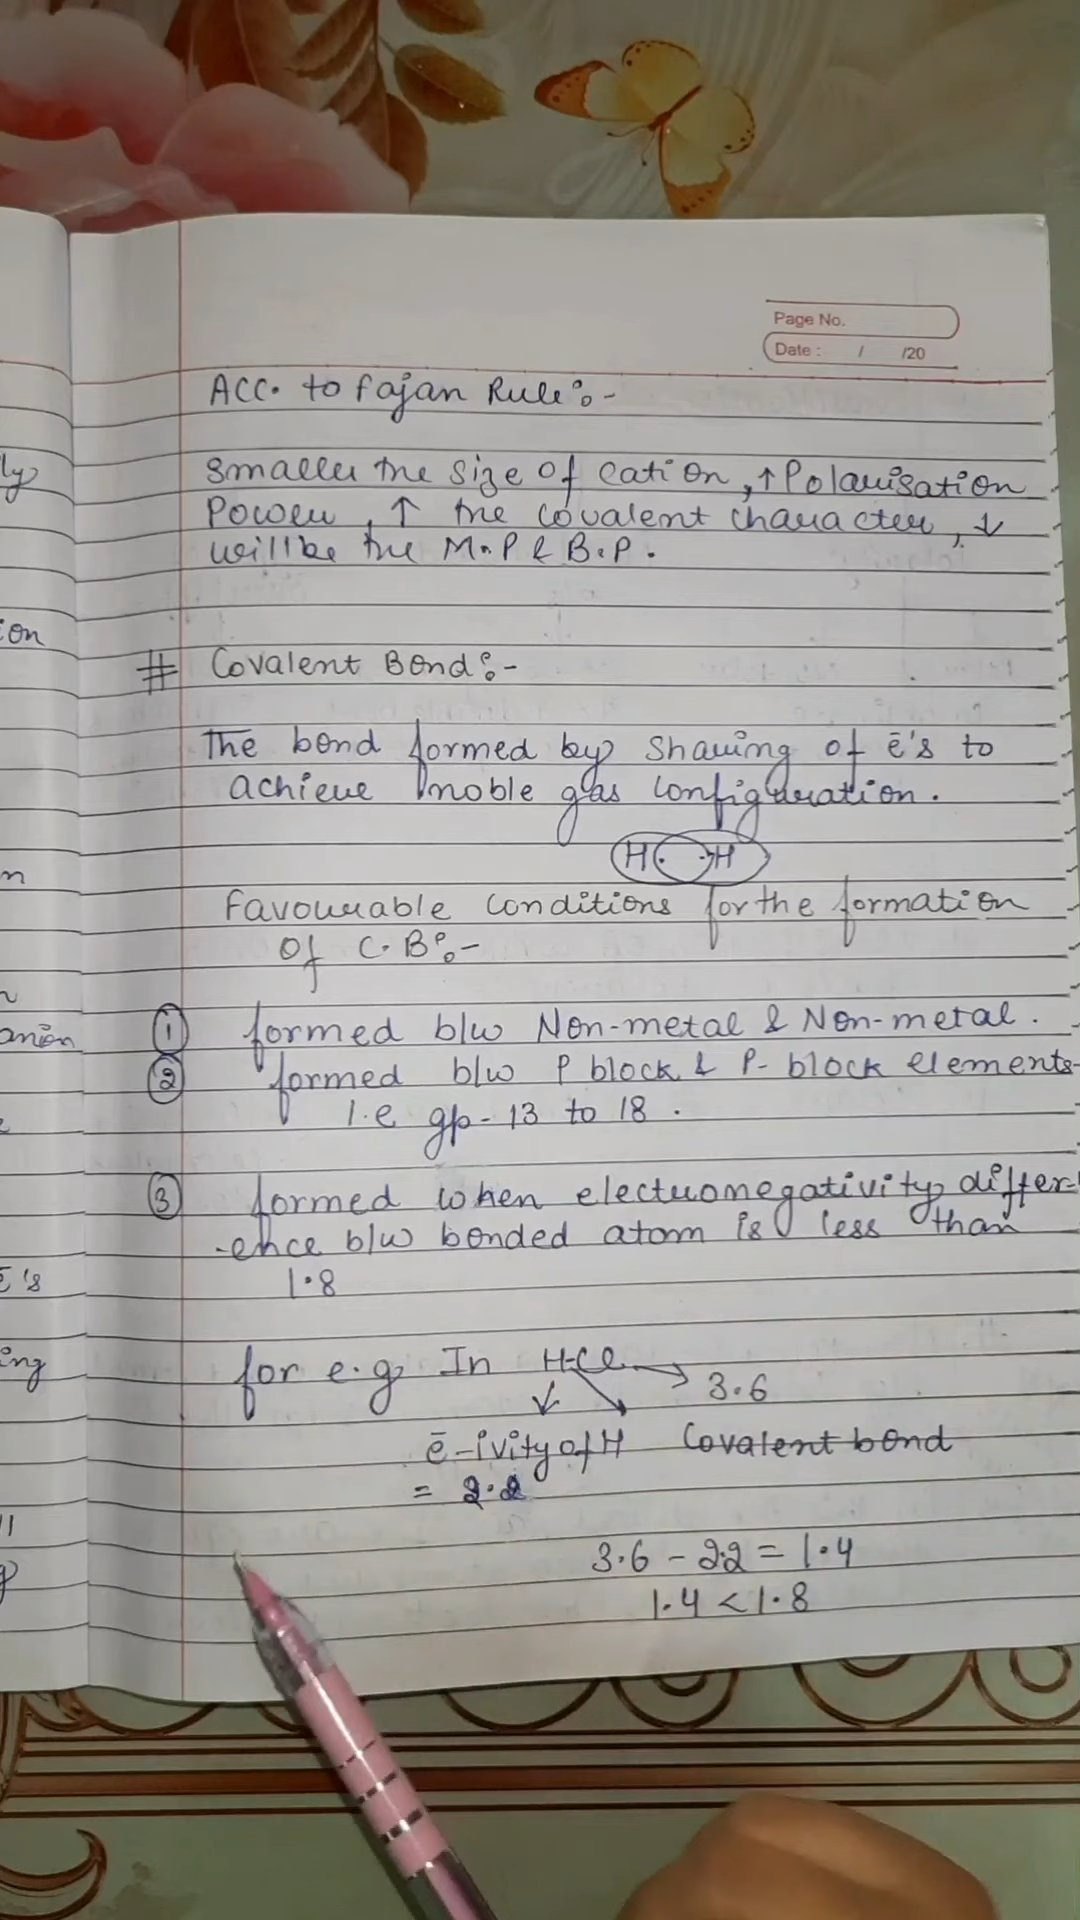 Page No.
Date : / /20
Acc. to Fajan Rule:-
Smaller the size of cation, ↑ Polarisation
Power, ↑ the covalent character, ↓
will be the M.P & B.P.
# Covalent Bond:-
The bond formed by sharing of ē's to
achieve noble gas configuration.
H . . H
Favourable conditions for the formation
of C.B:-
① formed b/w Non-metal & Non-metal.
② formed b/w P block & P-block elements-
I.e gp-13 to 18.
③ formed when electronegativity differ-
-ence b/w bonded atom is less than
1.8
for e.g In H-Cl → 3.6
ē-ivity of H Covalent bond
= 2.2
3.6 - 2.2 = 1.4
1.4 < 1.8
ly
ion
n
anion
ē's
ing